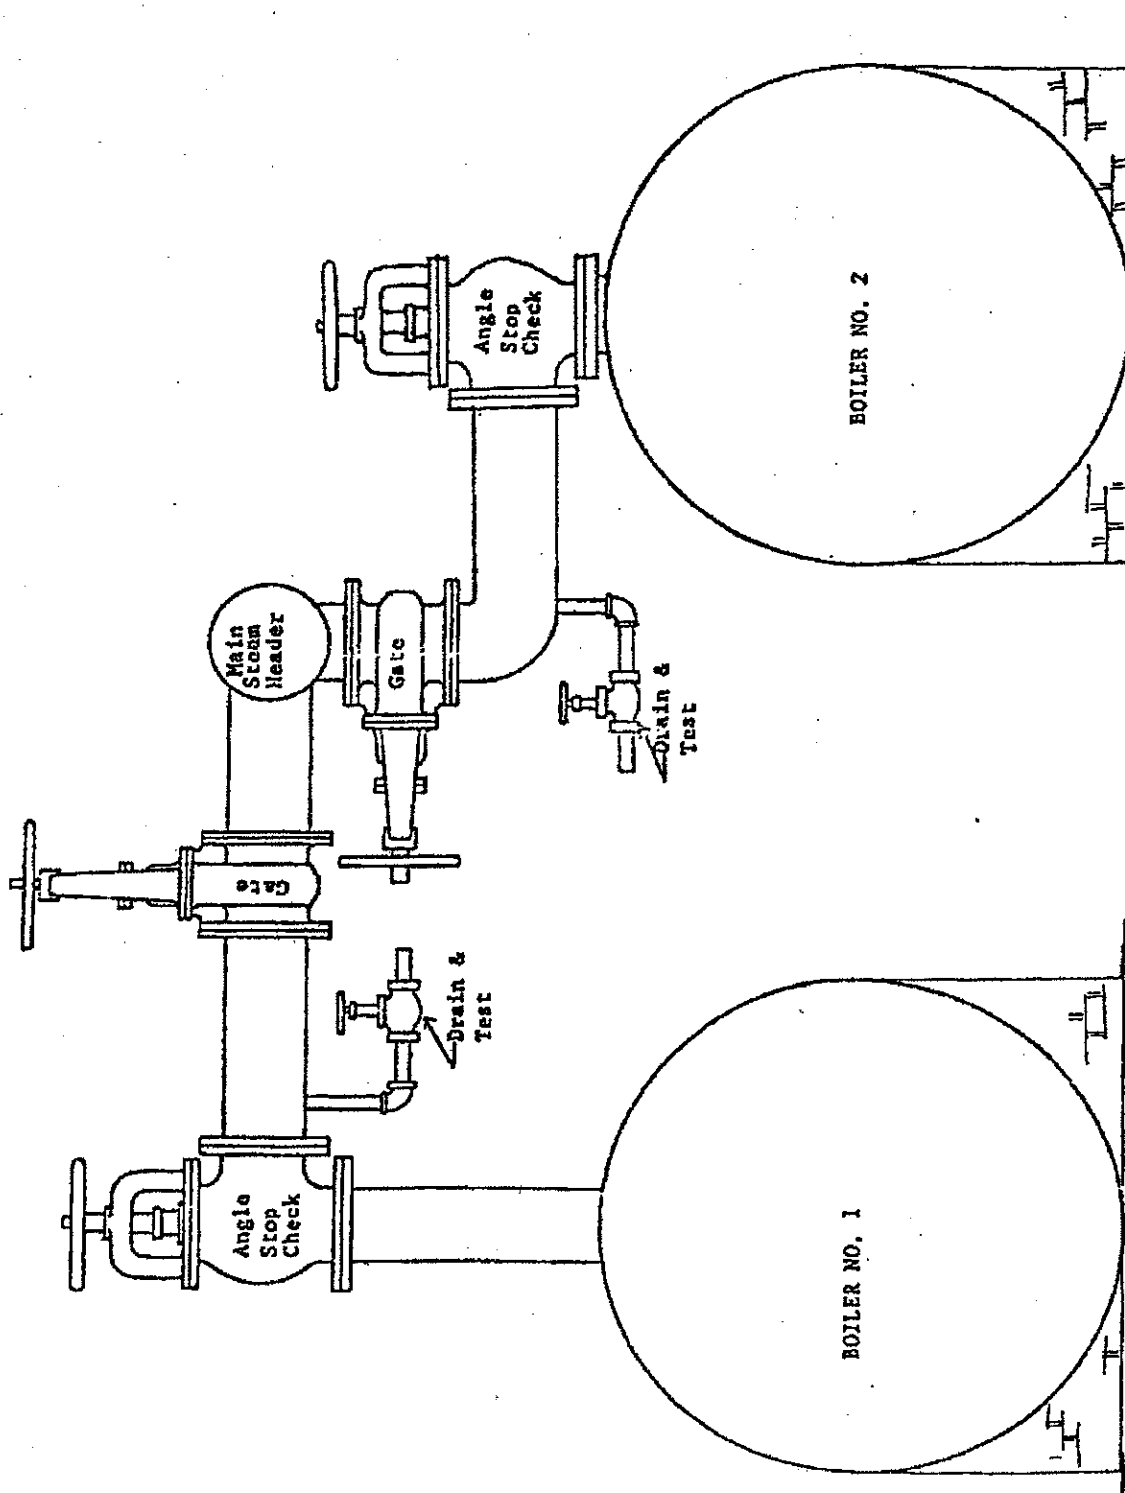 Angle
Stop
Check
Gate
Main
Steam
Header
Drain &
Test
Gate
Angle
Stop
Check
Drain &
Test
BOILER NO. 1
BOILER NO. 2